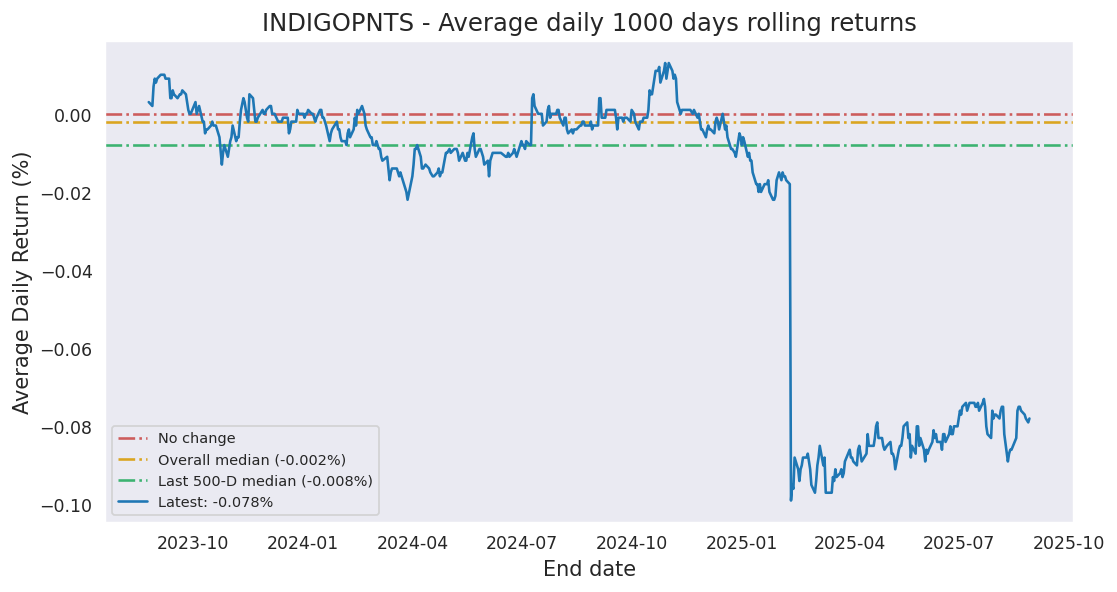 INDIGOPNTS - Average daily 1000 days rolling returns
Average Daily Return (%)
0.00
−0.02
−0.04
−0.06
−0.08
−0.10
No change
Overall median (-0.002%)
Last 500-D median (-0.008%)
Latest: -0.078%
2023-10 2024-01 2024-04 2024-07 2024-10 2025-01 2025-04 2025-07 2025-10
End date